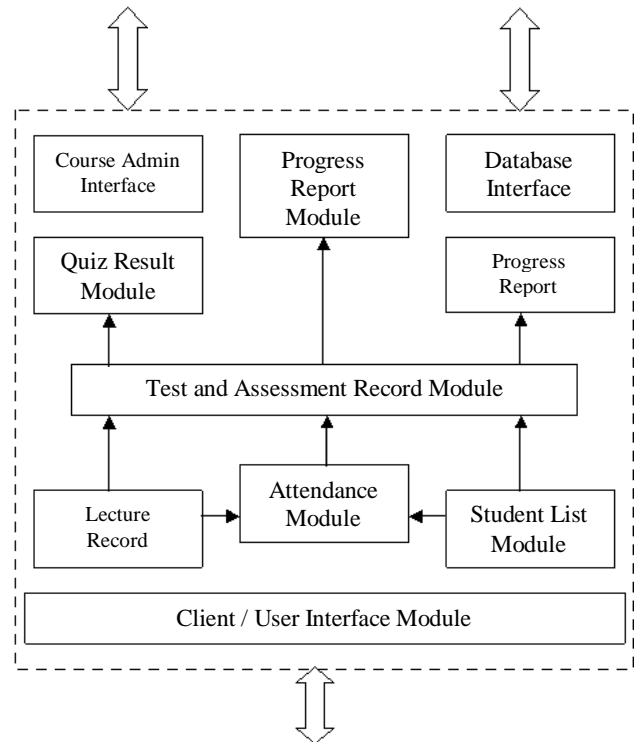 Course Admin
Interface
Progress
Report
Module
Database
Interface
Quiz Result
Module
Progress
Report
Test and Assessment Record Module
Lecture
Record
Attendance
Module
Student List
Module
Client / User Interface Module